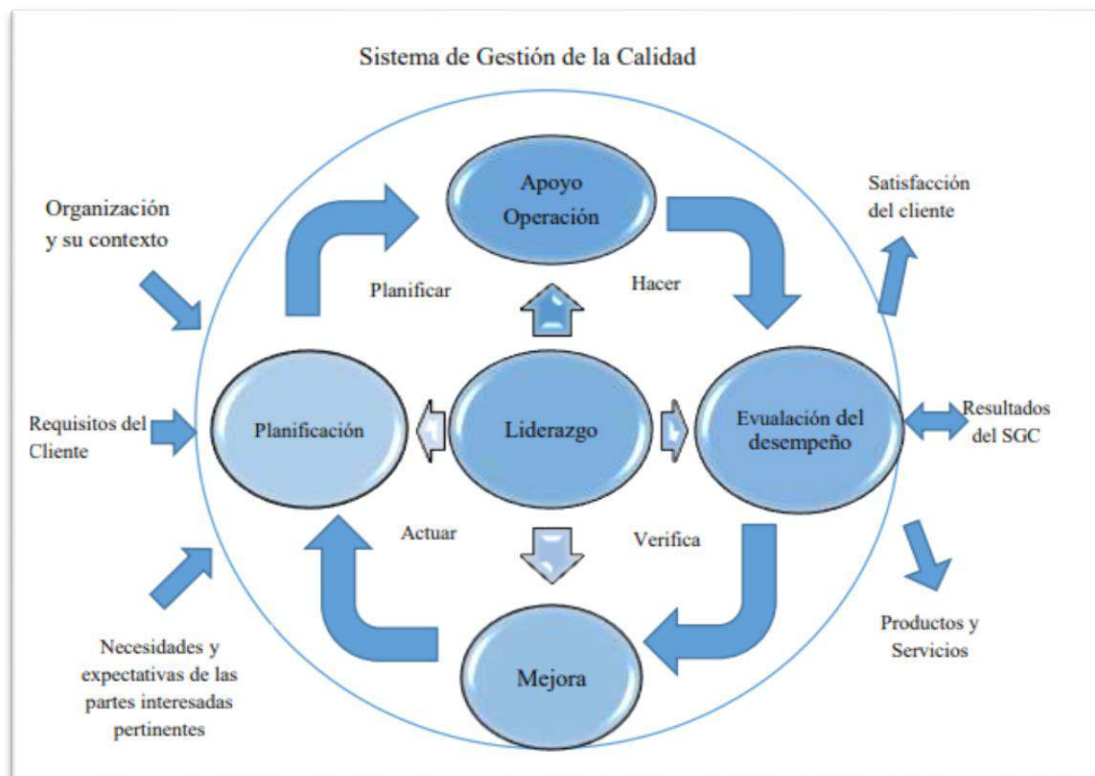 Sistema de Gestión de la Calidad
Apoyo
Operación
Satisfacción
del cliente
Organización
y su contexto
Planificar
Hacer
Requisitos del
Cliente
Planificación
Liderazgo
Evualación del
desempeño
Resultados
del SGC
Actuar
Verifica
Necesidades y
expectativas de las
partes interesadas
pertinentes
Mejora
Productos y
Servicios